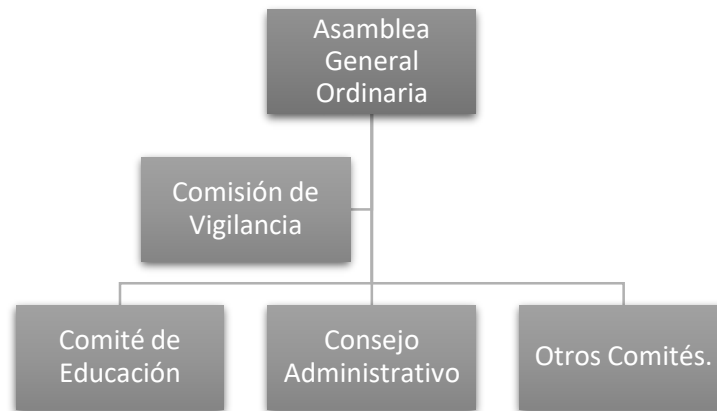 Asamblea
General
Ordinaria
Comisión de
Vigilancia
Comité de
Educación
Consejo
Administrativo
Otros Comités.